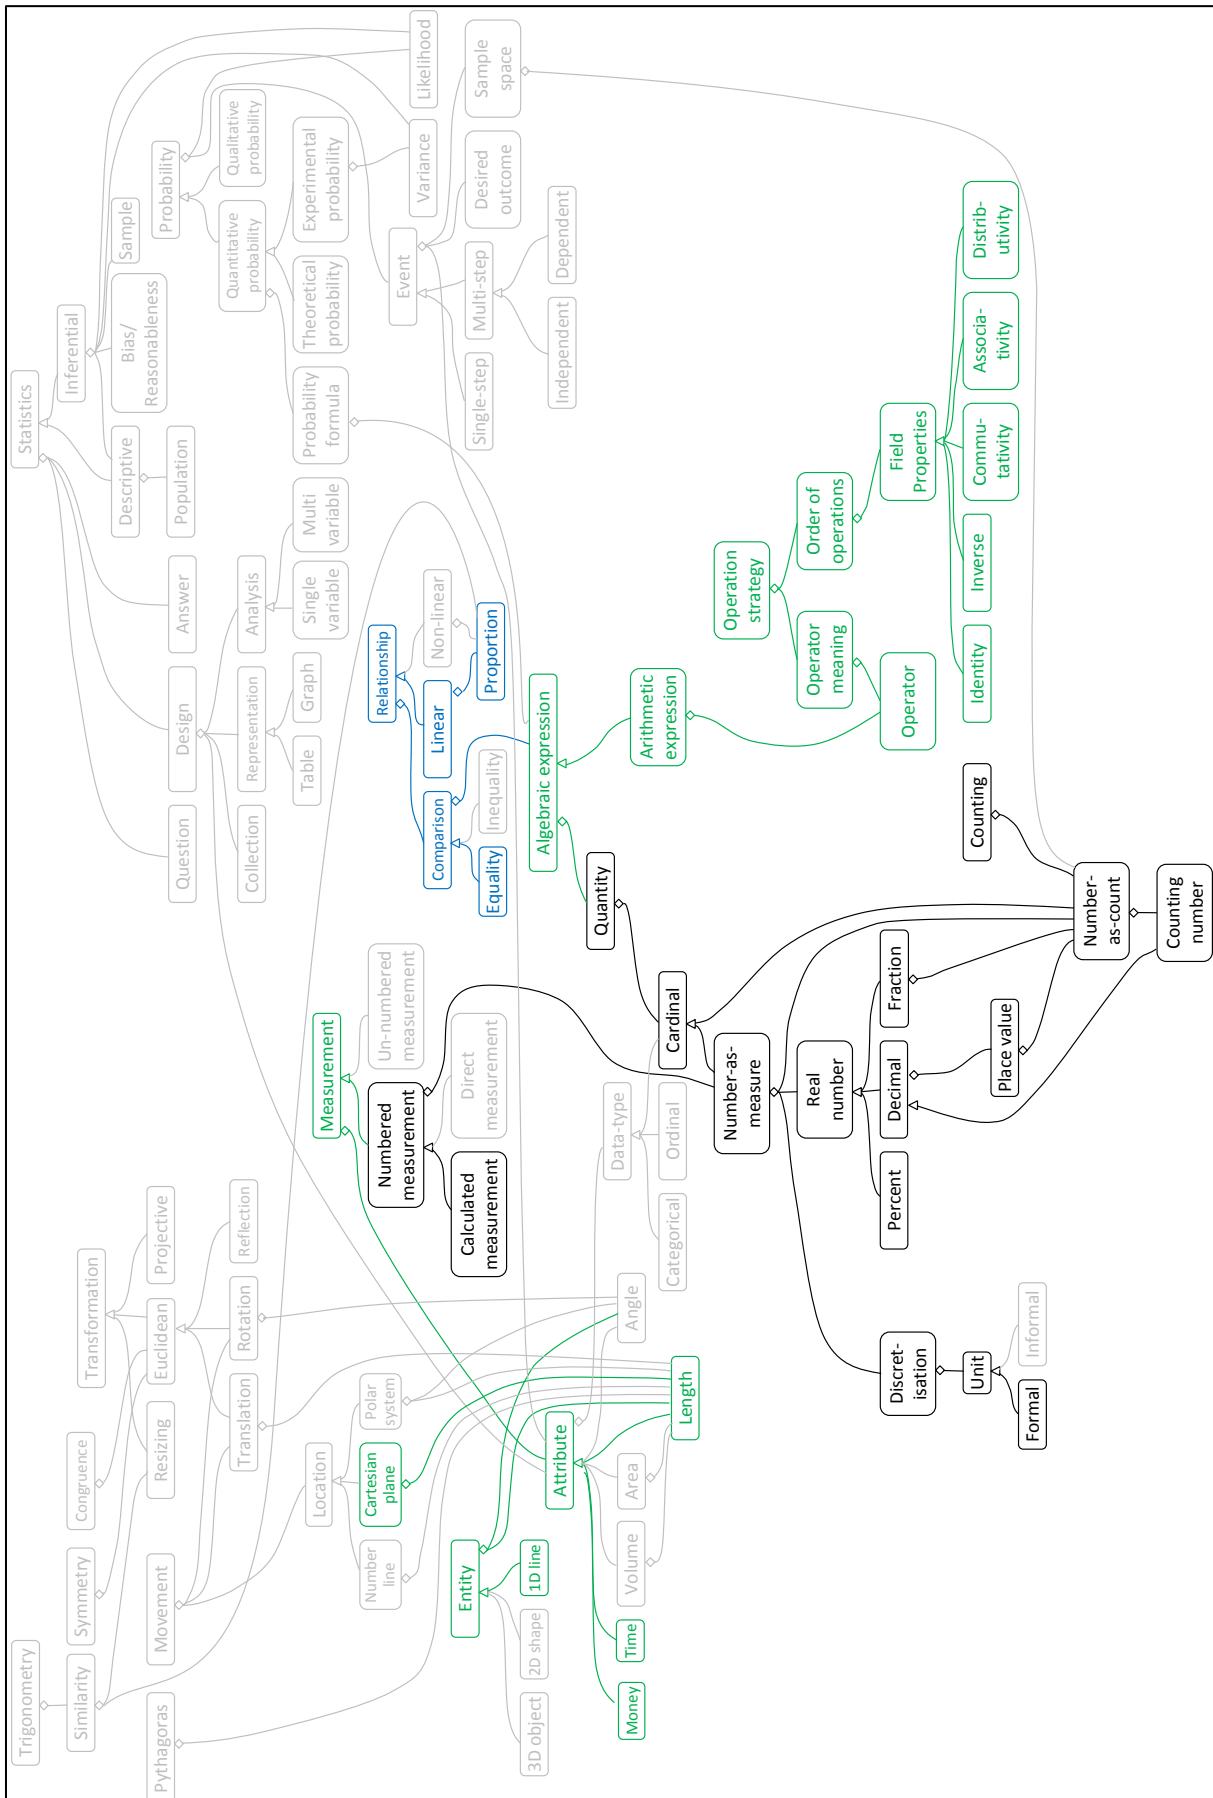 Trigonometry
Statistics
Similarity
Symmetry
Congruence
Transformation
Inferential
Pythagoras
Movement
Resizing
Euclidean
Projective
Question
Design
Answer
Descriptive
Population
Bias/
Reasonableness
Sample
Probability
Translation
Rotation
Reflection
Collection
Representation
Analysis
Quantitative
probability
Qualitative
probability
Location
Table
Graph
Single
variable
Multi
variable
Probability
formula
Theoretical
probability
Experimental
probability
Likelihood
Number
line
Cartesian
plane
Polar
system
Measurement
Numbered
measurement
Un-numbered
measurement
Relationship
Event
Variance
Entity
Calculated
measurement
Direct
measurement
Comparison
Linear
Non-linear
Equality
Inequality
Proportion
Single-step
Multi-step
Desired
outcome
Sample
space
3D object
2D shape
1D line
Attribute
Algebraic expression
Independent
Dependent
Money
Time
Volume
Area
Angle
Length
Categorical
Data-type
Ordinal
Cardinal
Quantity
Arithmetic
expression
Number-as-
measure
Operation
strategy
Percent
Real
number
Decimal
Fraction
Operator
meaning
Order of
operations
Discret-
isation
Operator
Field
Properties
Formal
Unit
Informal
Place value
Counting
Identity
Inverse
Commu-
tativity
Associa-
tivity
Distrib-
utivity
Number-
as-count
Counting
number